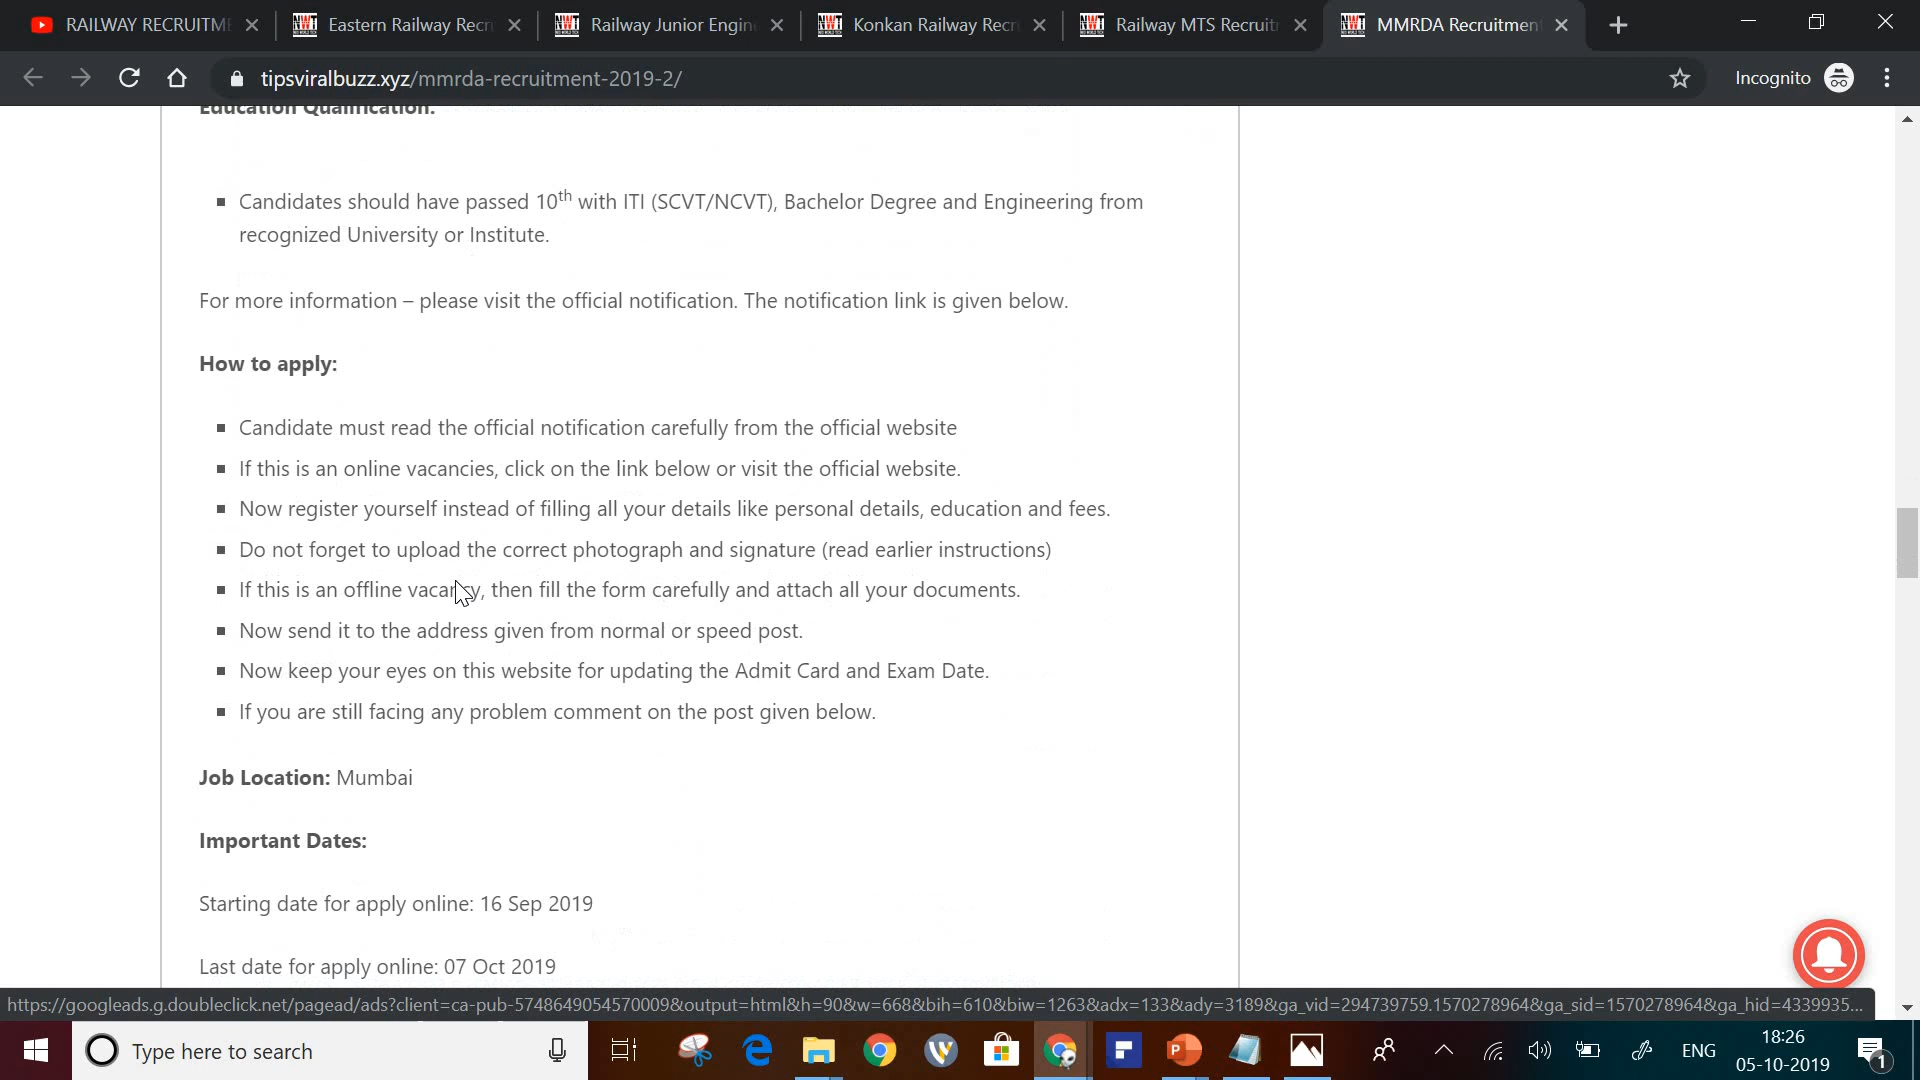 RAILWAY RECRUITM
Eastern Railway Recr
Railway Junior Engin
Konkan Railway Recr
Railway MTS Recruit
MMRDA Recruitmen
tipsviralbuzz.xyz/mmrda-recruitment-2019-2/
Incognito
Education Qualification:
Candidates should have passed 10th with ITI (SCVT/NCVT), Bachelor Degree and Engineering from
recognized University or Institute.
For more information – please visit the official notification. The notification link is given below.
How to apply:
Candidate must read the official notification carefully from the official website
If this is an online vacancies, click on the link below or visit the official website.
Now register yourself instead of filling all your details like personal details, education and fees.
Do not forget to upload the correct photograph and signature (read earlier instructions)
If this is an offline vacancy, then fill the form carefully and attach all your documents.
Now send it to the address given from normal or speed post.
Now keep your eyes on this website for updating the Admit Card and Exam Date.
If you are still facing any problem comment on the post given below.
Job Location: Mumbai
Important Dates:
Starting date for apply online: 16 Sep 2019
Last date for apply online: 07 Oct 2019
https://googleads.g.doubleclick.net/pagead/ads?client=ca-pub-5748649054570009&output=html&h=90&w=668&bih=610&biw=1263&adx=133&ady=3189&ga_vid=294739759.1570278964&ga_sid=1570278964&ga_hid=4339935...
Type here to search
ENG
18:26
05-10-2019
1